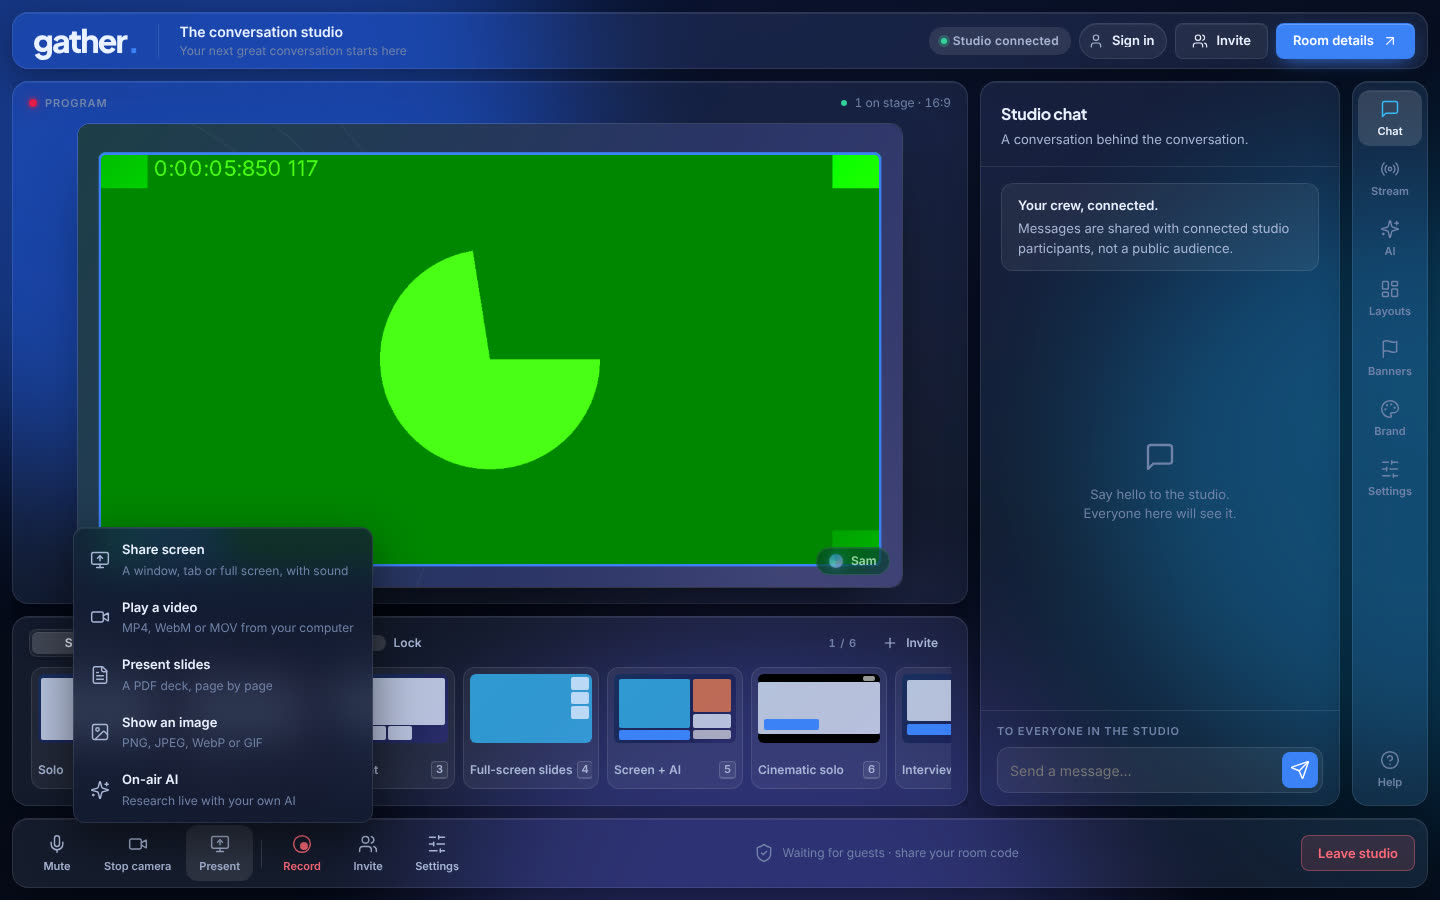 gather.
The conversation studio
Your next great conversation starts here
Studio connected
Sign in
Invite
Room details
PROGRAM
1 on stage · 16:9
0:00:05:850 117
Sam
Share screen
A window, tab or full screen, with sound
Play a video
MP4, WebM or MOV from your computer
Present slides
A PDF deck, page by page
Show an image
PNG, JPEG, WebP or GIF
On-air AI
Research live with your own AI
Lock
1 / 6
Invite
Solo
3
Full-screen slides 4
Screen + AI 5
Cinematic solo 6
Interview
Mute
Stop camera
Present
Record
Invite
Settings
Waiting for guests · share your room code
Leave studio
Studio chat
A conversation behind the conversation.
Your crew, connected.
Messages are shared with connected studio
participants, not a public audience.
Say hello to the studio.
Everyone here will see it.
TO EVERYONE IN THE STUDIO
Send a message...
Chat
Stream
AI
Layouts
Banners
Brand
Settings
Help